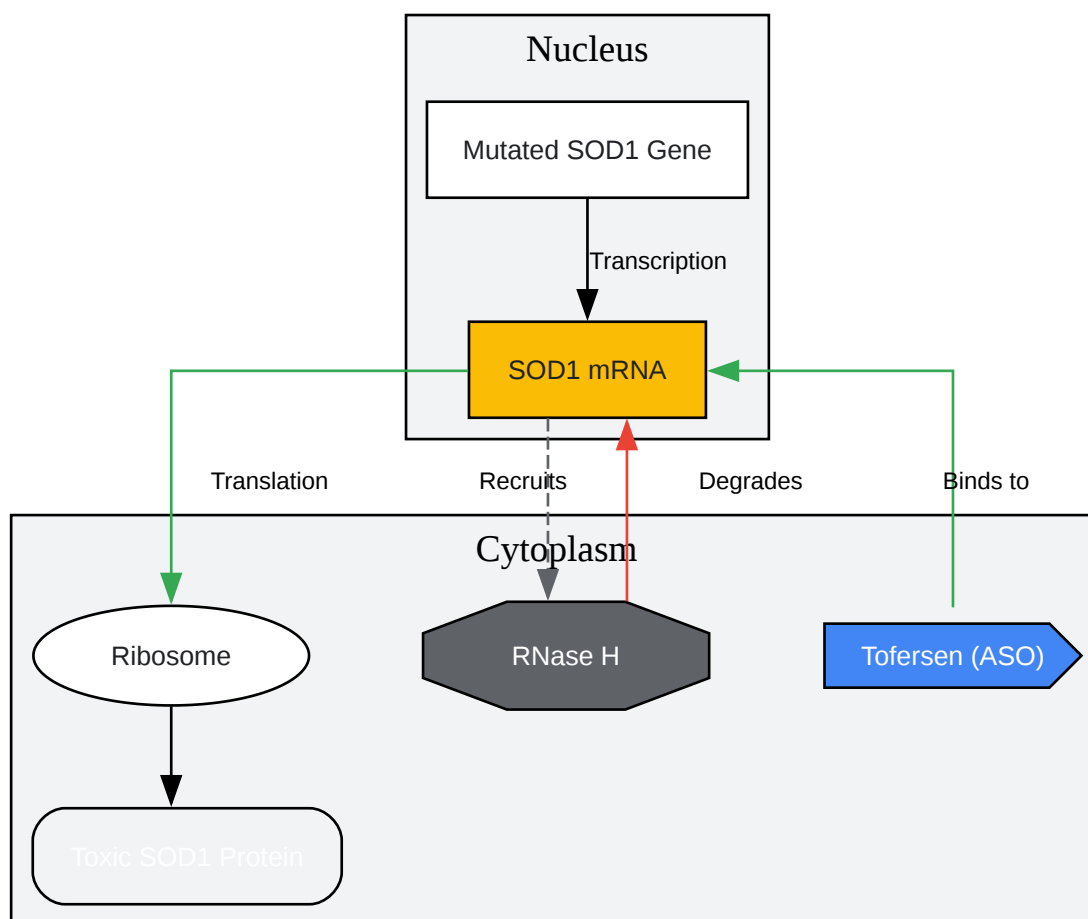 Nucleus
Mutated SOD1 Gene
Transcription
SOD1 mRNA
Translation
Recruits
Degrades
Binds to
Cytoplasm
Ribosome
RNase H
Tofersen (ASO)
Toxic SOD1 Protein